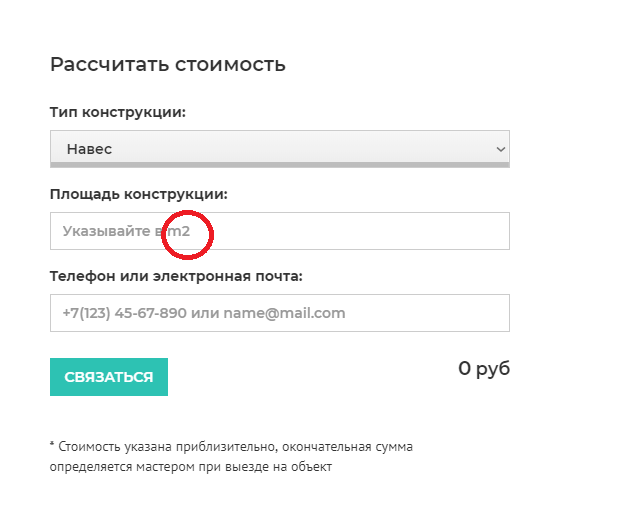 Рассчитать стоимость
Тип конструкции:
Навес
Площадь конструкции:
Указывайте в m2
Телефон или электронная почта:
+7(123) 45-67-890 или name@mail.com
СВЯЗАТЬСЯ
0 руб
* Стоимость указана приблизительно, окончательная сумма
определяется мастером при выезде на объект